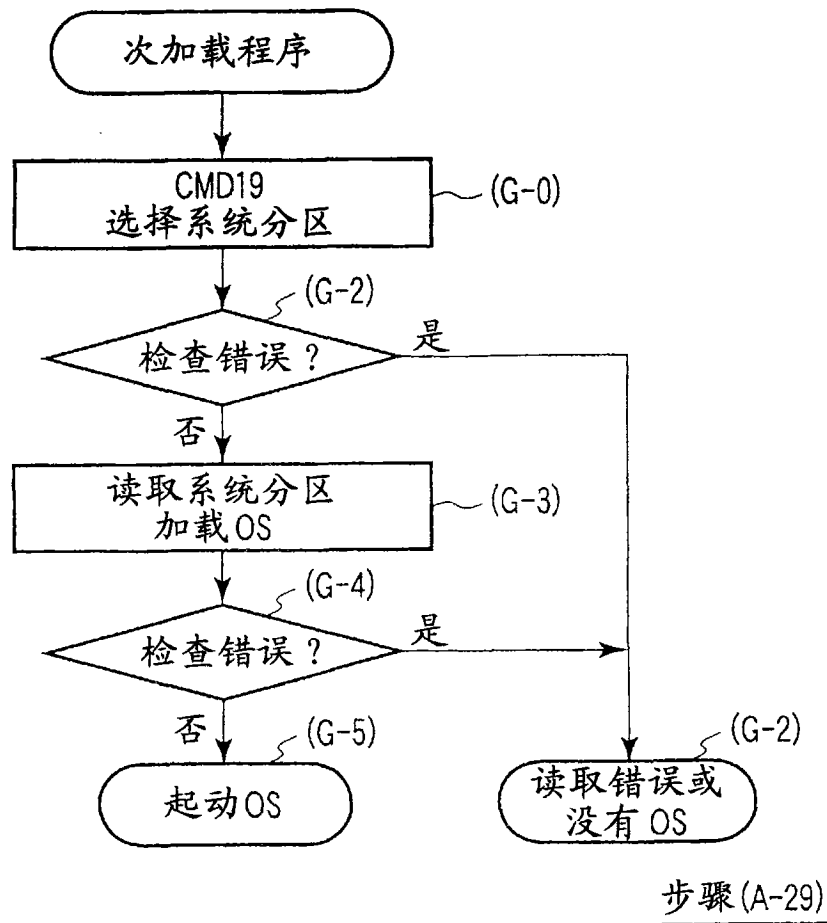 次加载程序
CMD19
选择系统分区
(G-0)
(G-2)
检查错误？
是
否
读取系统分区
加载OS
(G-3)
(G-4)
检查错误？
是
否
(G-5)
起动OS
(G-2)
读取错误或
没有OS
步骤(A-29)